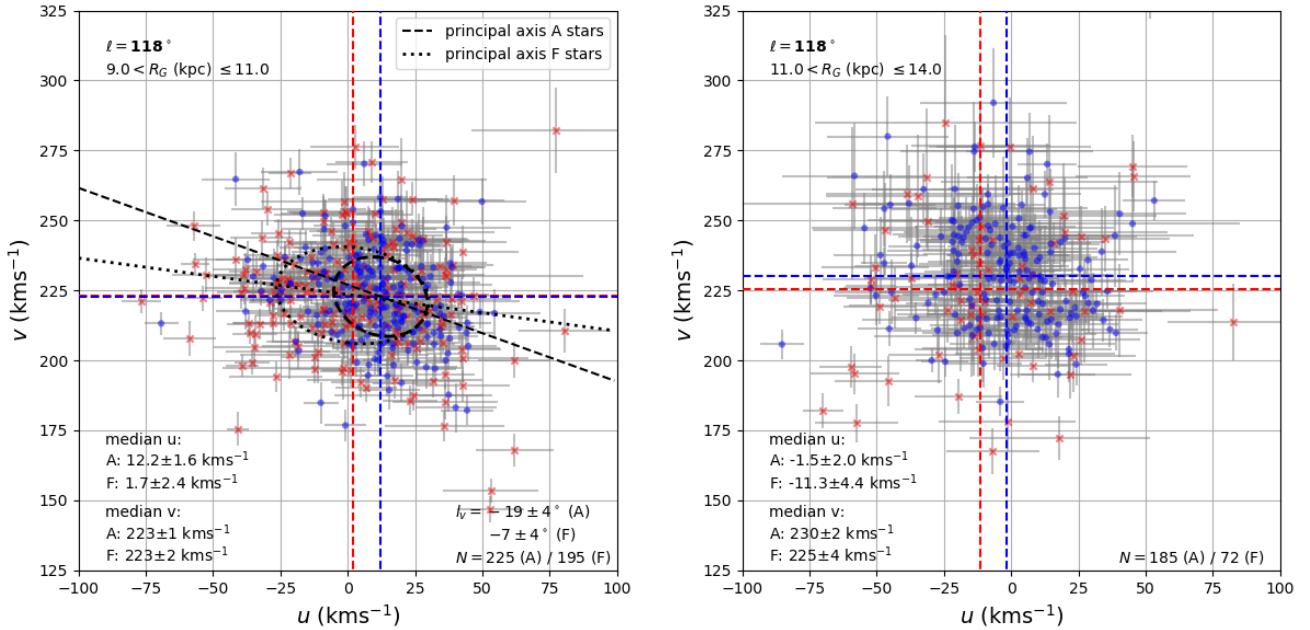 325
300
275
250
225
200
175
150
125
v (kms⁻¹)
ℓ = 118°
9.0 < R_G (kpc) ≤ 11.0
principal axis A stars
principal axis F stars
median u:
A: 12.2±1.6 kms⁻¹
F: 1.7±2.4 kms⁻¹
median v:
A: 223±1 kms⁻¹
F: 223±2 kms⁻¹
l_v = − 19 ± 4° (A)
−7 ± 4° (F)
N = 225 (A) / 195 (F)
−100 −75 −50 −25 0 25 50 75 100
u (kms⁻¹)
325
300
275
250
225
200
175
150
125
v (kms⁻¹)
ℓ = 118°
11.0 < R_G (kpc) ≤ 14.0
median u:
A: -1.5±2.0 kms⁻¹
F: -11.3±4.4 kms⁻¹
median v:
A: 230±2 kms⁻¹
F: 225±4 kms⁻¹
N = 185 (A) / 72 (F)
−100 −75 −50 −25 0 25 50 75 100
u (kms⁻¹)